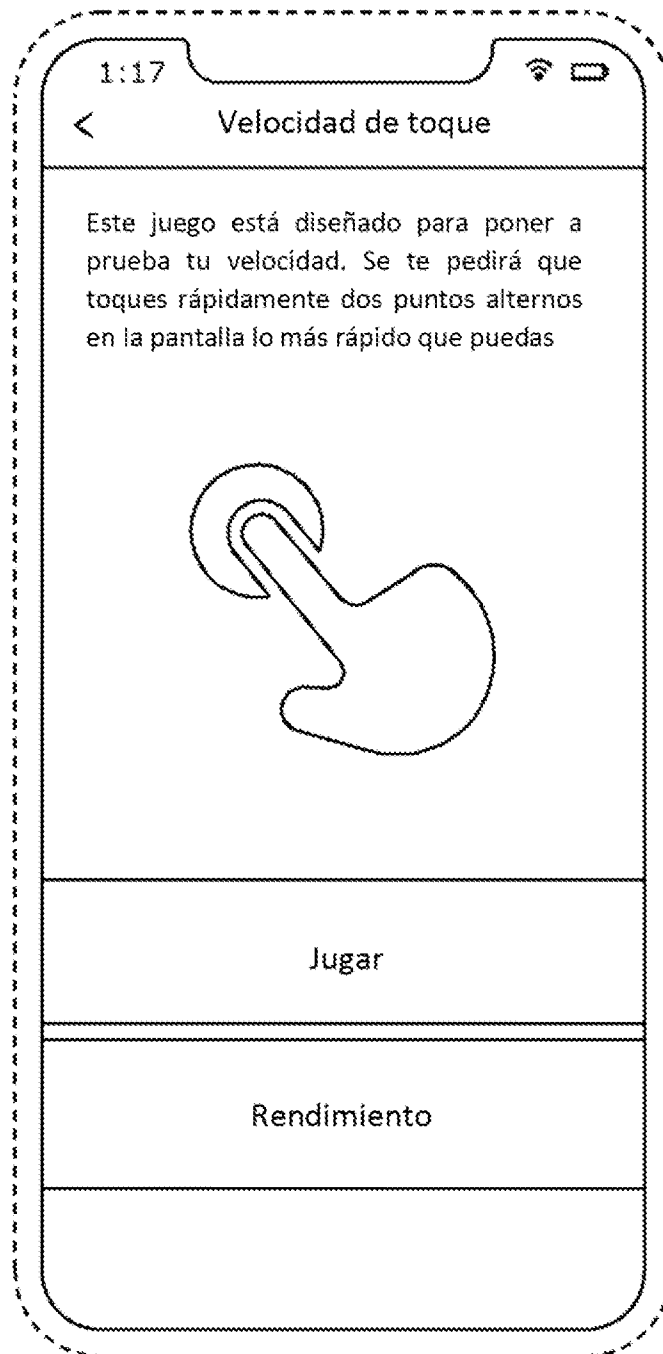 1:17
< Velocidad de toque
Este juego está diseñado para poner a
prueba tu velocidad. Se te pedirá que
toques rápidamente dos puntos alternos
en la pantalla lo más rápido que puedas
Jugar
Rendimiento